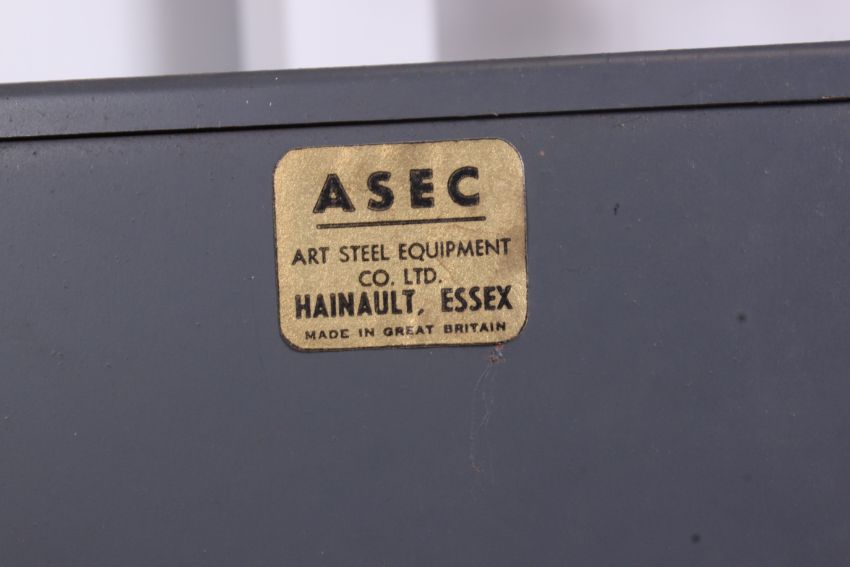 ASEC
ART STEEL EQUIPMENT
CO. LTD.
HAINAULT, ESSEX
MADE IN GREAT BRITAIN